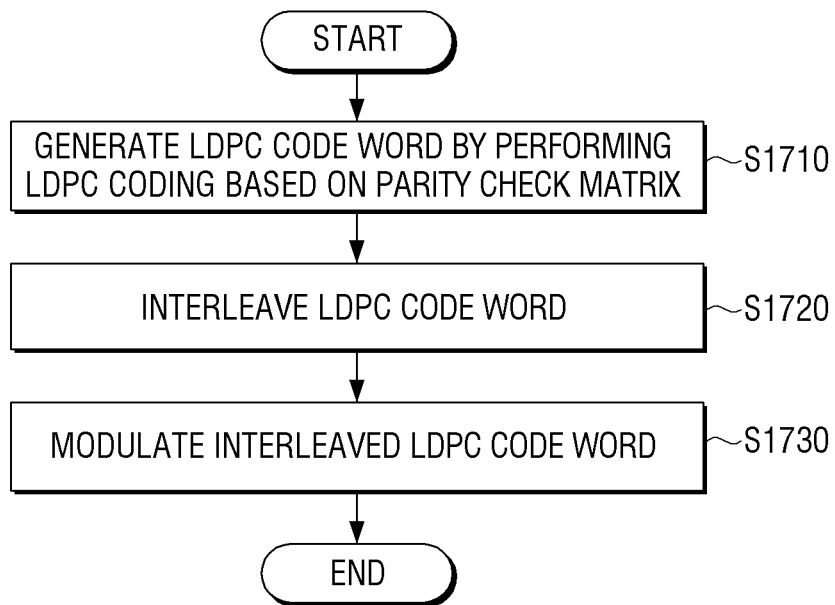 START
GENERATE LDPC CODE WORD BY PERFORMING
LDPC CODING BASED ON PARITY CHECK MATRIX
S1710
INTERLEAVE LDPC CODE WORD
S1720
MODULATE INTERLEAVED LDPC CODE WORD
S1730
END